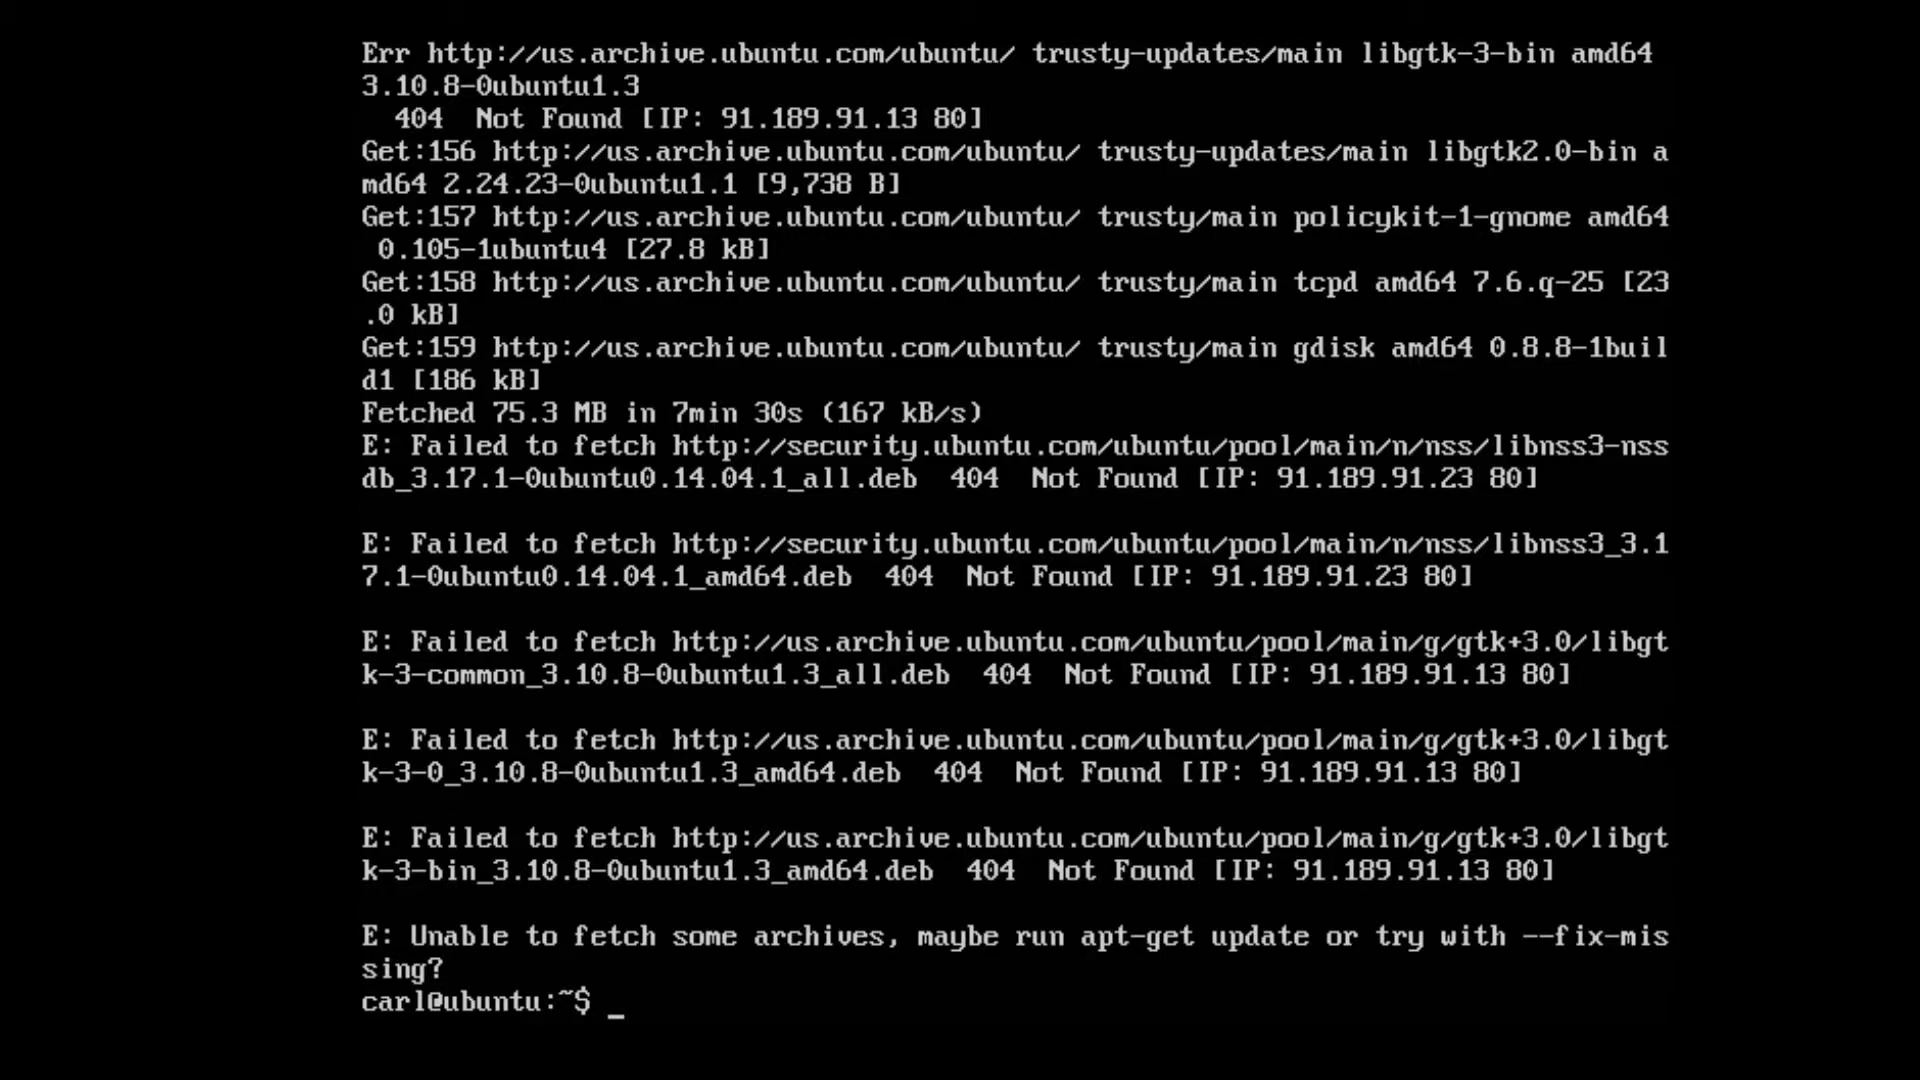 Err http://us.archive.ubuntu.com/ubuntu/ trusty-updates/main libgtk-3-bin amd64
3.10.8-0ubuntu1.3
  404  Not Found [IP: 91.189.91.13 80]
Get:156 http://us.archive.ubuntu.com/ubuntu/ trusty-updates/main libgtk2.0-bin a
md64 2.24.23-0ubuntu1.1 [9,738 B]
Get:157 http://us.archive.ubuntu.com/ubuntu/ trusty/main policykit-1-gnome amd64
 0.105-1ubuntu4 [27.8 kB]
Get:158 http://us.archive.ubuntu.com/ubuntu/ trusty/main tcpd amd64 7.6.q-25 [23
.0 kB]
Get:159 http://us.archive.ubuntu.com/ubuntu/ trusty/main gdisk amd64 0.8.8-1buil
d1 [186 kB]
Fetched 75.3 MB in 7min 30s (167 kB/s)
E: Failed to fetch http://security.ubuntu.com/ubuntu/pool/main/n/nss/libnss3-nss
db_3.17.1-0ubuntu0.14.04.1_all.deb  404  Not Found [IP: 91.189.91.23 80]

E: Failed to fetch http://security.ubuntu.com/ubuntu/pool/main/n/nss/libnss3_3.1
7.1-0ubuntu0.14.04.1_amd64.deb  404  Not Found [IP: 91.189.91.23 80]

E: Failed to fetch http://us.archive.ubuntu.com/ubuntu/pool/main/g/gtk+3.0/libgt
k-3-common_3.10.8-0ubuntu1.3_all.deb  404  Not Found [IP: 91.189.91.13 80]

E: Failed to fetch http://us.archive.ubuntu.com/ubuntu/pool/main/g/gtk+3.0/libgt
k-3-0_3.10.8-0ubuntu1.3_amd64.deb  404  Not Found [IP: 91.189.91.13 80]

E: Failed to fetch http://us.archive.ubuntu.com/ubuntu/pool/main/g/gtk+3.0/libgt
k-3-bin_3.10.8-0ubuntu1.3_amd64.deb  404  Not Found [IP: 91.189.91.13 80]

E: Unable to fetch some archives, maybe run apt-get update or try with --fix-mis
sing?
carl@ubuntu:~$ _